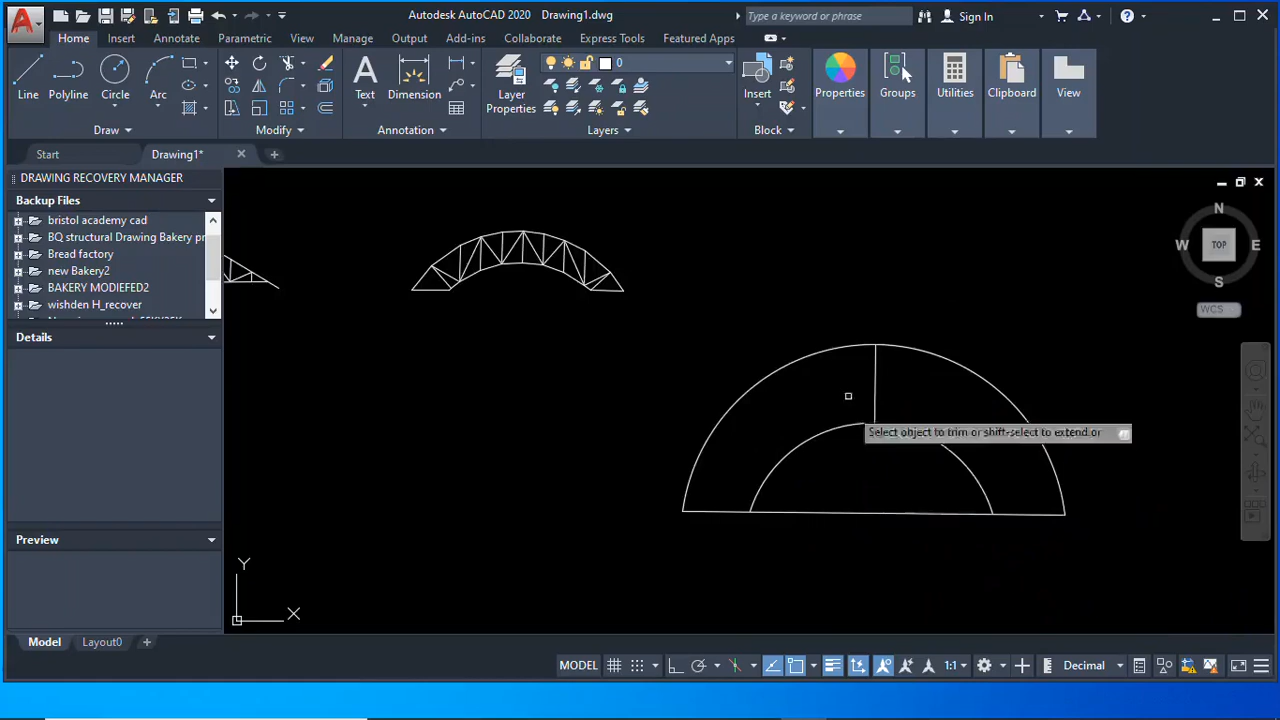 Autodesk AutoCAD 2020 Drawing1.dwg
Type a keyword or phrase
Sign In
Home Insert Annotate Parametric View Manage Output Add-ins Collaborate Express Tools Featured Apps
0
Line Polyline Circle Arc
Text Dimension
Layer
Properties
Insert
Properties Groups Utilities Clipboard View
Draw Modify Annotation Layers Block
Start Drawing1*
DRAWING RECOVERY MANAGER
Backup Files
bristol academy cad
BQ structural Drawing Bakery pr
Bread factory
new Bakery2
BAKERY MODIEFED2
wishden H_recover
Details
Preview
N
W TOP E
S
WCS
Select object to trim or shift-select to extend or
Y
X
Model Layout0
MODEL 1:1 Decimal